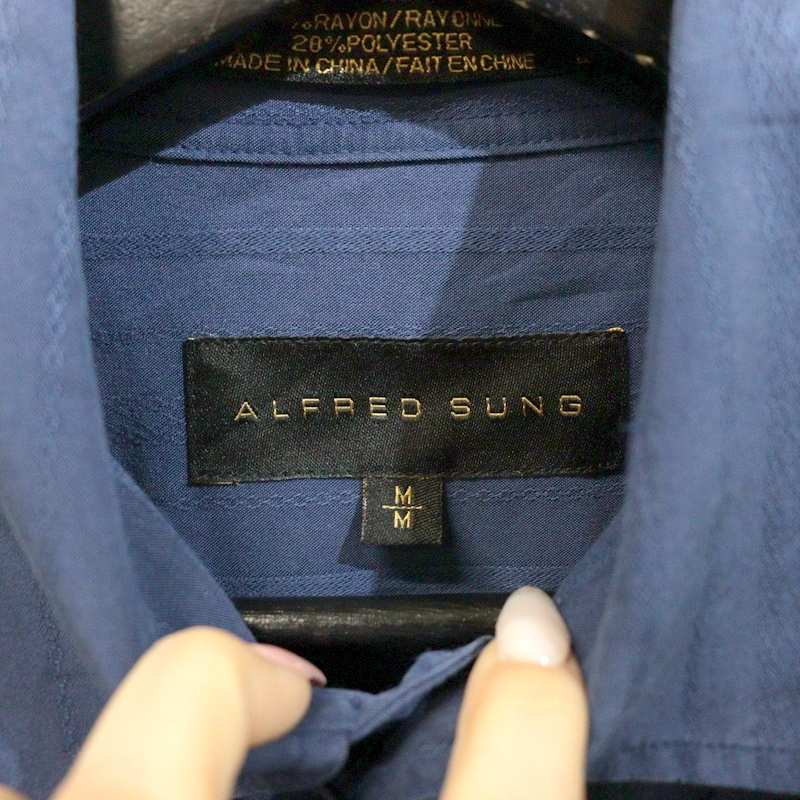 %RAYON/RAYONNE
28%POLYESTER
MADE IN CHINA/FAIT EN CHINE
ALFRED SUNG
M
M